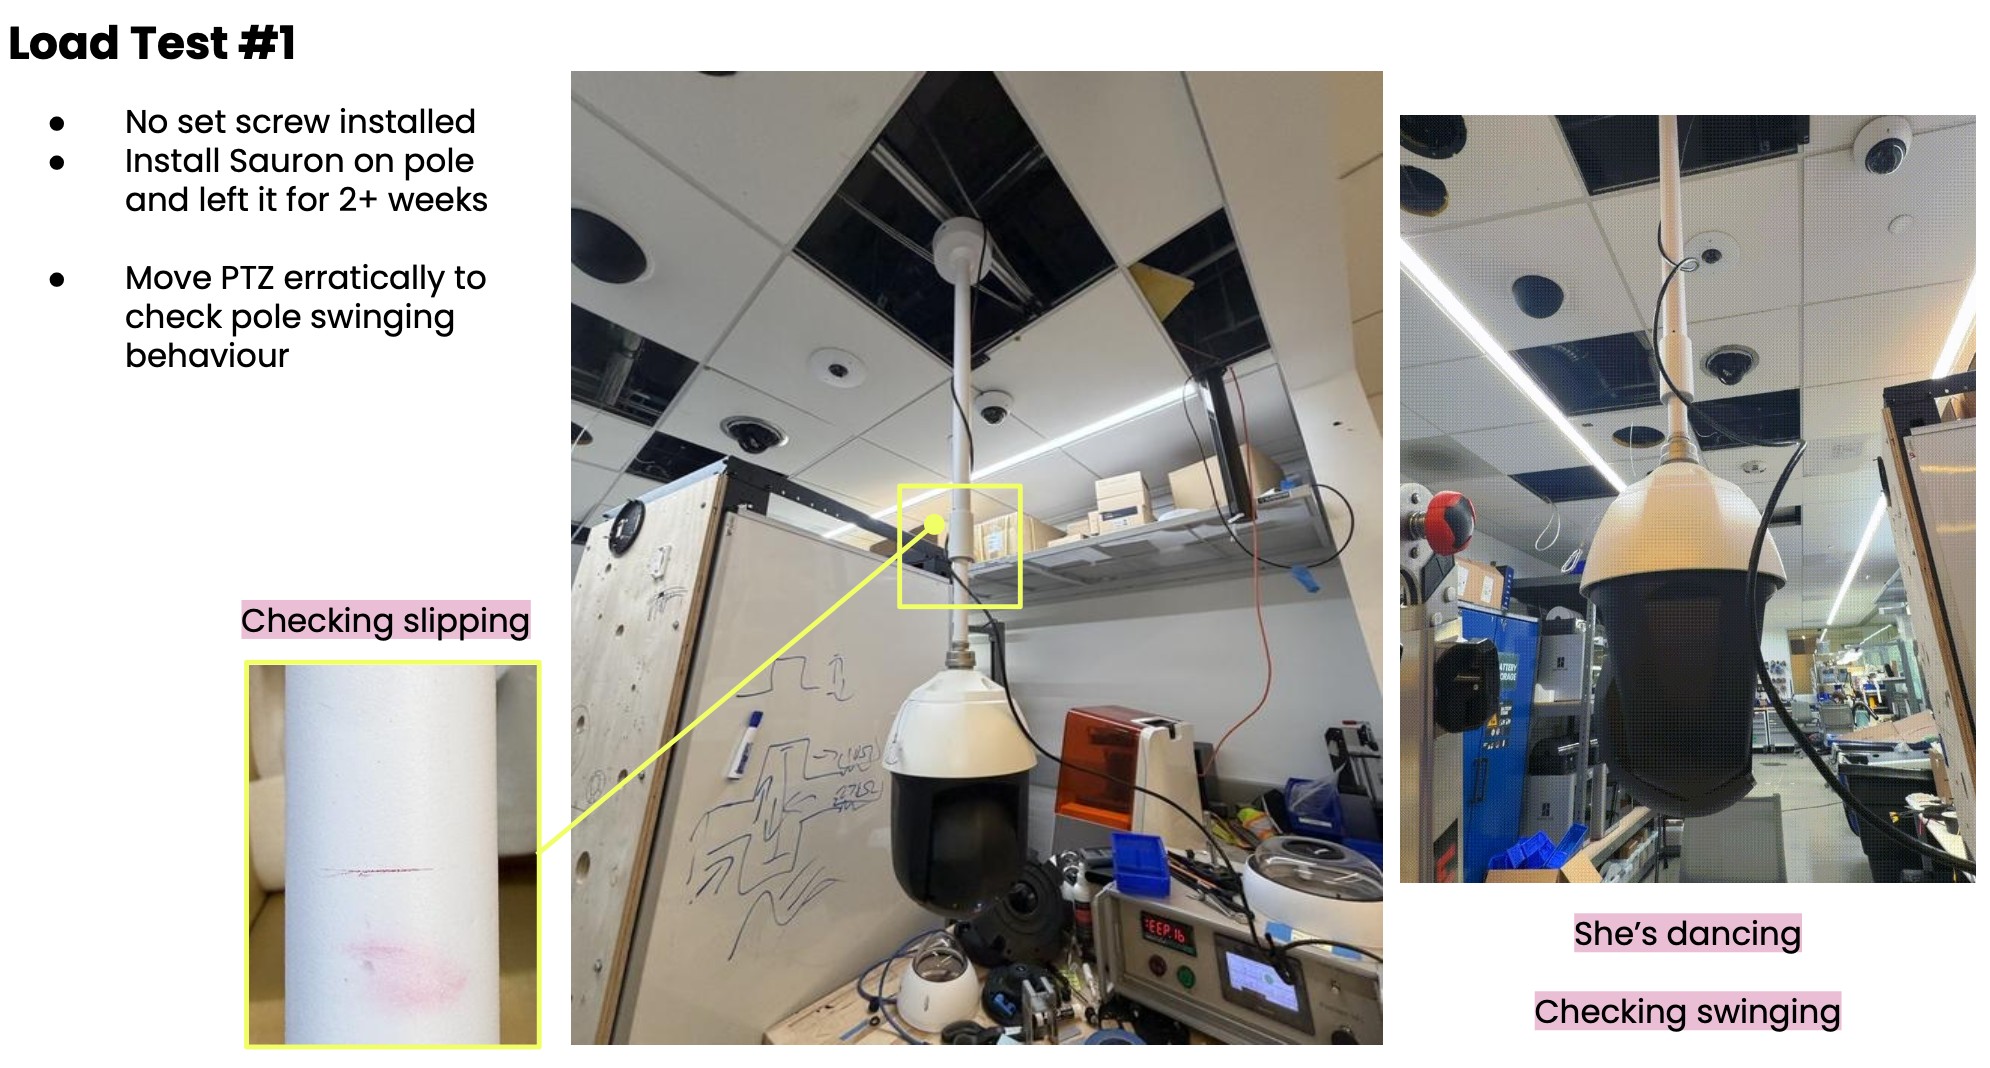 Load Test #1
● No set screw installed
● Install Sauron on pole
and left it for 2+ weeks
● Move PTZ erratically to
check pole swinging
behaviour
Checking slipping
She's dancing
Checking swinging